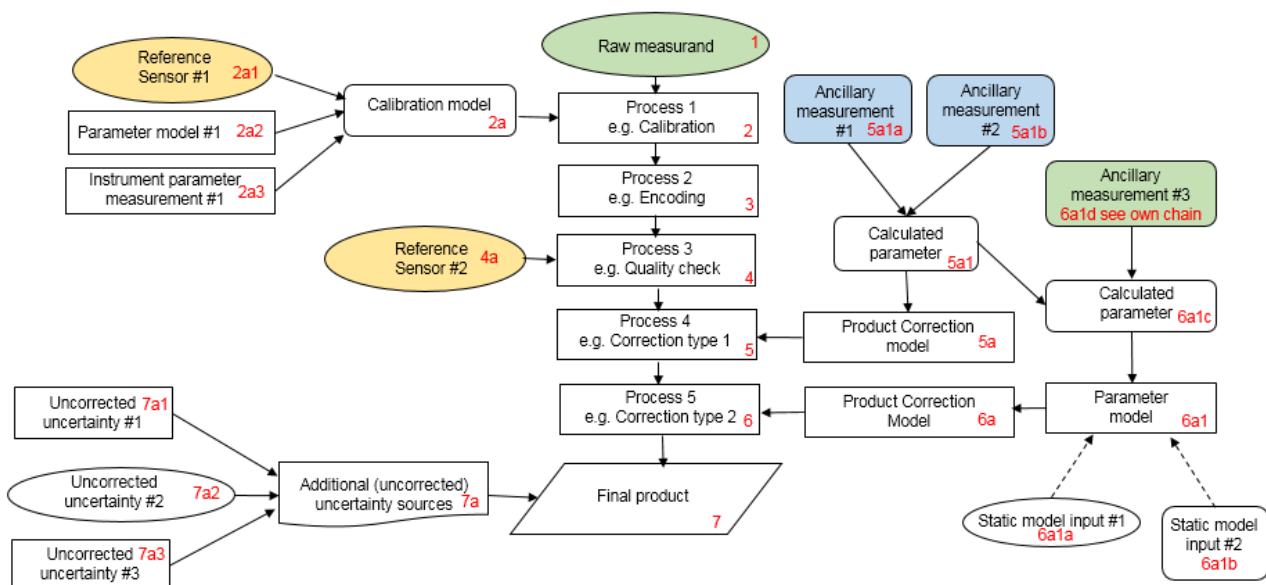 Raw measurand
1
Reference
Sensor #1
2a1
Parameter model #1
2a2
Instrument parameter
measurement #1
2a3
Calibration model
2a
Process 1
e.g. Calibration
2
Process 2
e.g. Encoding
3
Reference
Sensor #2
4a
Process 3
e.g. Quality check
4
Process 4
e.g. Correction type 1
5
Process 5
e.g. Correction type 2
6
Ancillary
measurement
#1
5a1a
Ancillary
measurement
#2
5a1b
Calculated
parameter
5a1
Product Correction
model
5a
Ancillary
measurement #3
6a1d see own chain
Calculated
parameter
6a1c
Product Correction
Model
6a
Parameter
model
6a1
Static model input #1
6a1a
Static model
input #2
6a1b
Uncorrected
uncertainty #1
7a1
Uncorrected
uncertainty #2
7a2
Uncorrected
uncertainty #3
7a3
Additional (uncorrected)
uncertainty sources
7a
Final product
7